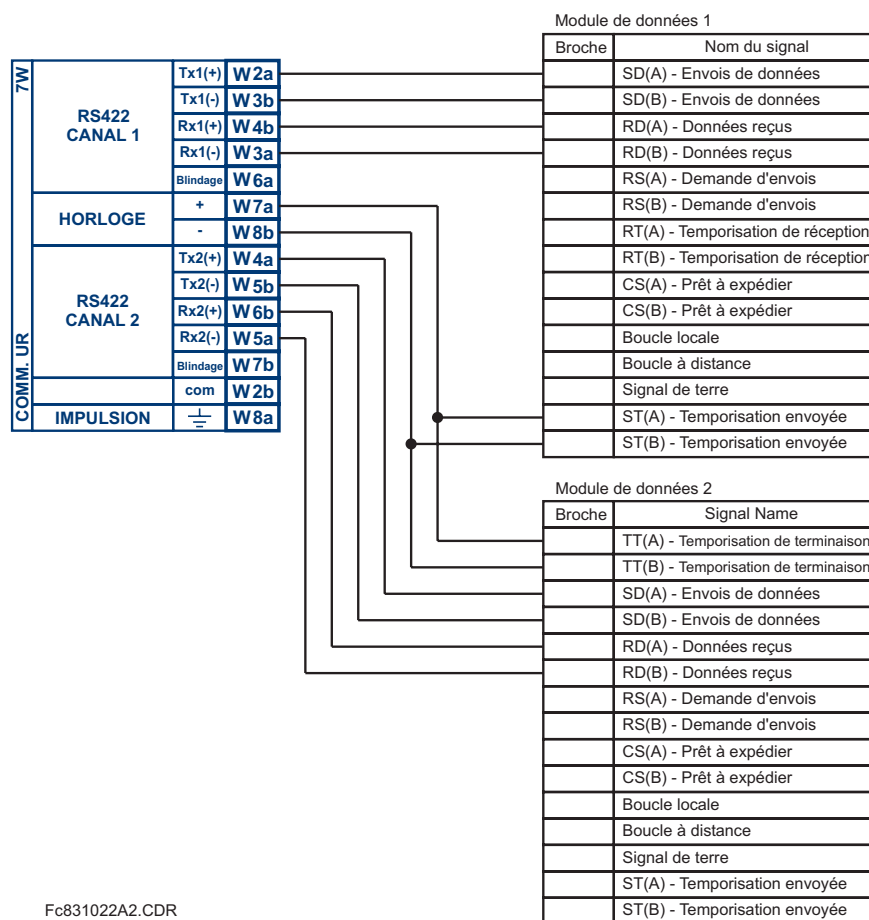 Module de données 1
Broche Nom du signal
SD(A) - Envois de données
SD(B) - Envois de données
RD(A) - Données reçus
RD(B) - Données reçus
RS(A) - Demande d'envois
RS(B) - Demande d'envois
RT(A) - Temporisation de réception
RT(B) - Temporisation de réception
CS(A) - Prêt à expédier
CS(B) - Prêt à expédier
Boucle locale
Boucle à distance
Signal de terre
ST(A) - Temporisation envoyée
ST(B) - Temporisation envoyée
7W
COMM. UR
RS422
CANAL 1
Tx1(+) W2a
Tx1(-) W3b
Rx1(+) W4b
Rx1(-) W3a
Blindage W6a
HORLOGE
+ W7a
- W8b
RS422
CANAL 2
Tx2(+) W4a
Tx2(-) W5b
Rx2(+) W6b
Rx2(-) W5a
Blindage W7b
com W2b
IMPULSION W8a
Module de données 2
Broche Signal Name
TT(A) - Temporisation de terminaison
TT(B) - Temporisation de terminaison
SD(A) - Envois de données
SD(B) - Envois de données
RD(A) - Données reçus
RD(B) - Données reçus
RS(A) - Demande d'envois
RS(B) - Demande d'envois
CS(A) - Prêt à expédier
CS(B) - Prêt à expédier
Boucle locale
Boucle à distance
Signal de terre
ST(A) - Temporisation envoyée
ST(B) - Temporisation envoyée
Fc831022A2.CDR